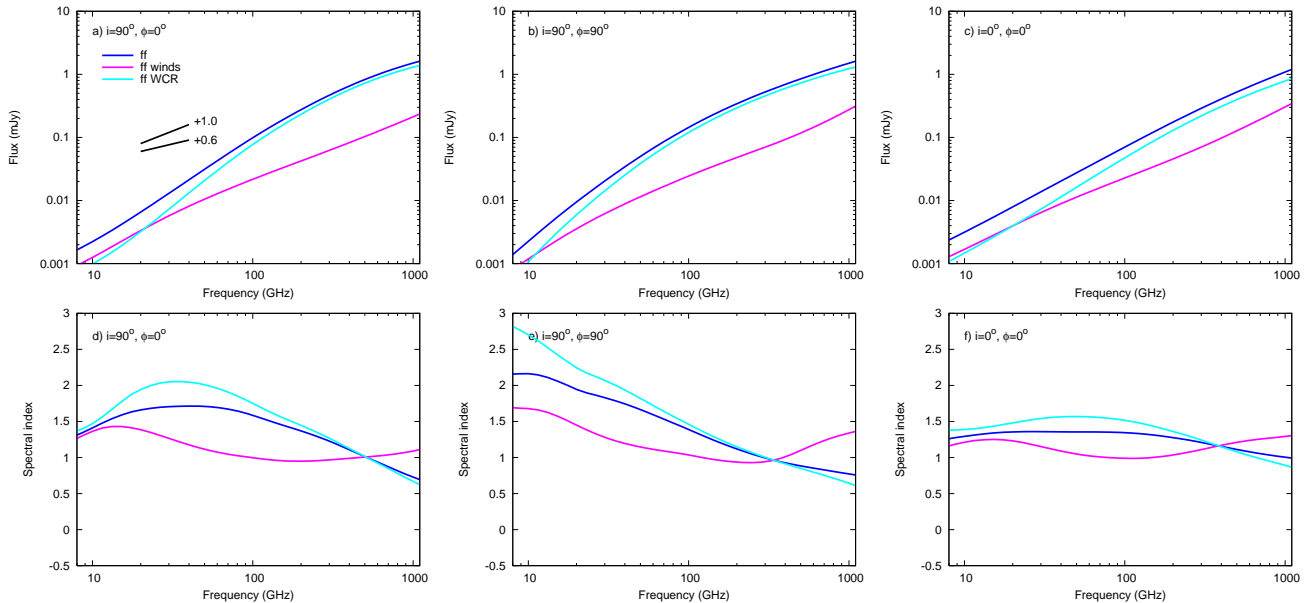 a) i=90°, ϕ=0°
ff
ff winds
ff WCR
+1.0
+0.6
10
1
0.1
0.01
0.001
Flux (mJy)
10 100 1000
Frequency (GHz)
b) i=90°, ϕ=90°
10
1
0.1
0.01
0.001
Flux (mJy)
10 100 1000
Frequency (GHz)
c) i=0°, ϕ=0°
10
1
0.1
0.01
0.001
Flux (mJy)
10 100 1000
Frequency (GHz)
d) i=90°, ϕ=0°
3
2.5
2
1.5
1
0.5
0
-0.5
Spectral index
10 100 1000
Frequency (GHz)
e) i=90°, ϕ=90°
3
2.5
2
1.5
1
0.5
0
-0.5
Spectral index
10 100 1000
Frequency (GHz)
f) i=0°, ϕ=0°
3
2.5
2
1.5
1
0.5
0
-0.5
Spectral index
10 100 1000
Frequency (GHz)